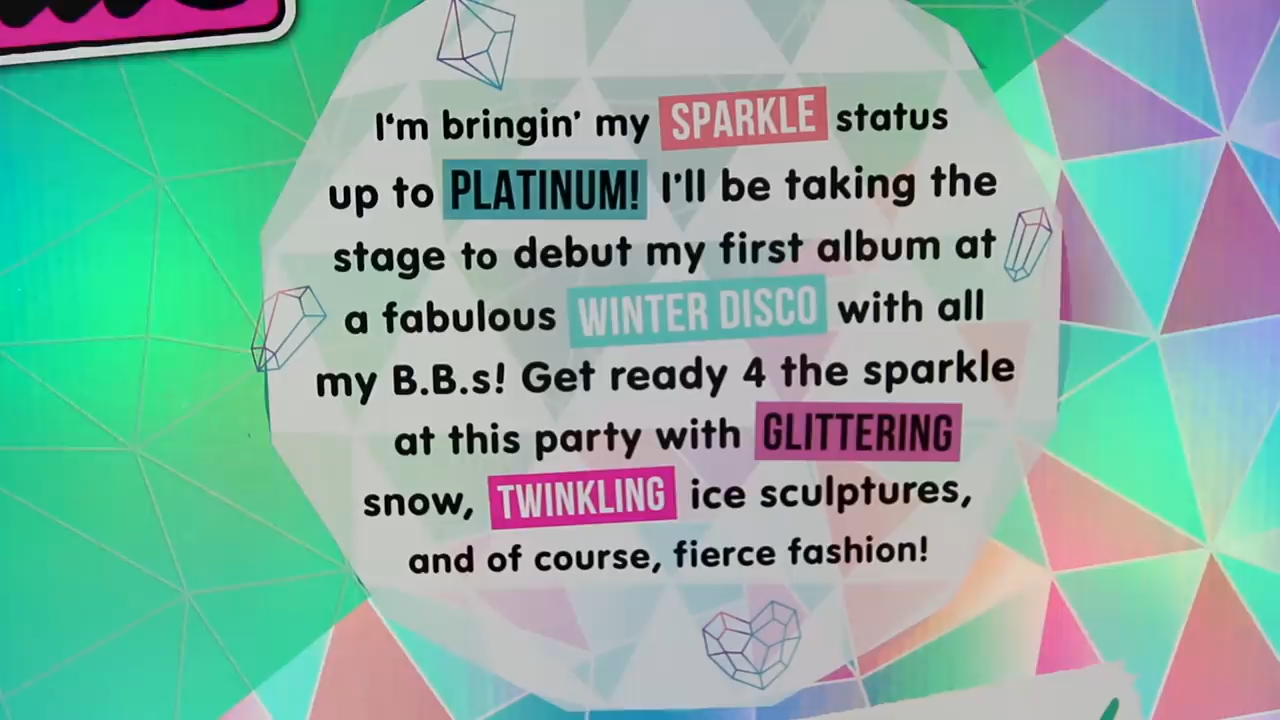 I'm bringin' my SPARKLE status
up to PLATINUM! I'll be taking the
stage to debut my first album at
a fabulous WINTER DISCO with all
my B.B.s! Get ready 4 the sparkle
at this party with GLITTERING
snow, TWINKLING ice sculptures,
and of course, fierce fashion!